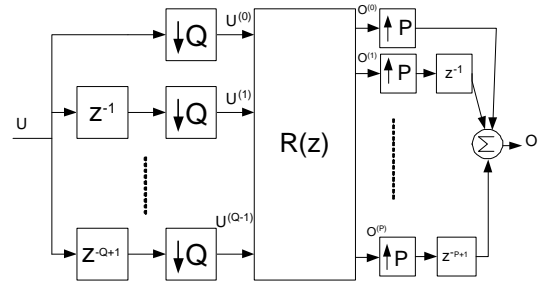 U
↓Q
U(0)
z-1
↓Q
U(1)
z-Q+1
↓Q
U(Q-1)
R(z)
O(0)
↑P
O(1)
↑P
z-1
O(P)
↑P
z-P+1
Σ
O